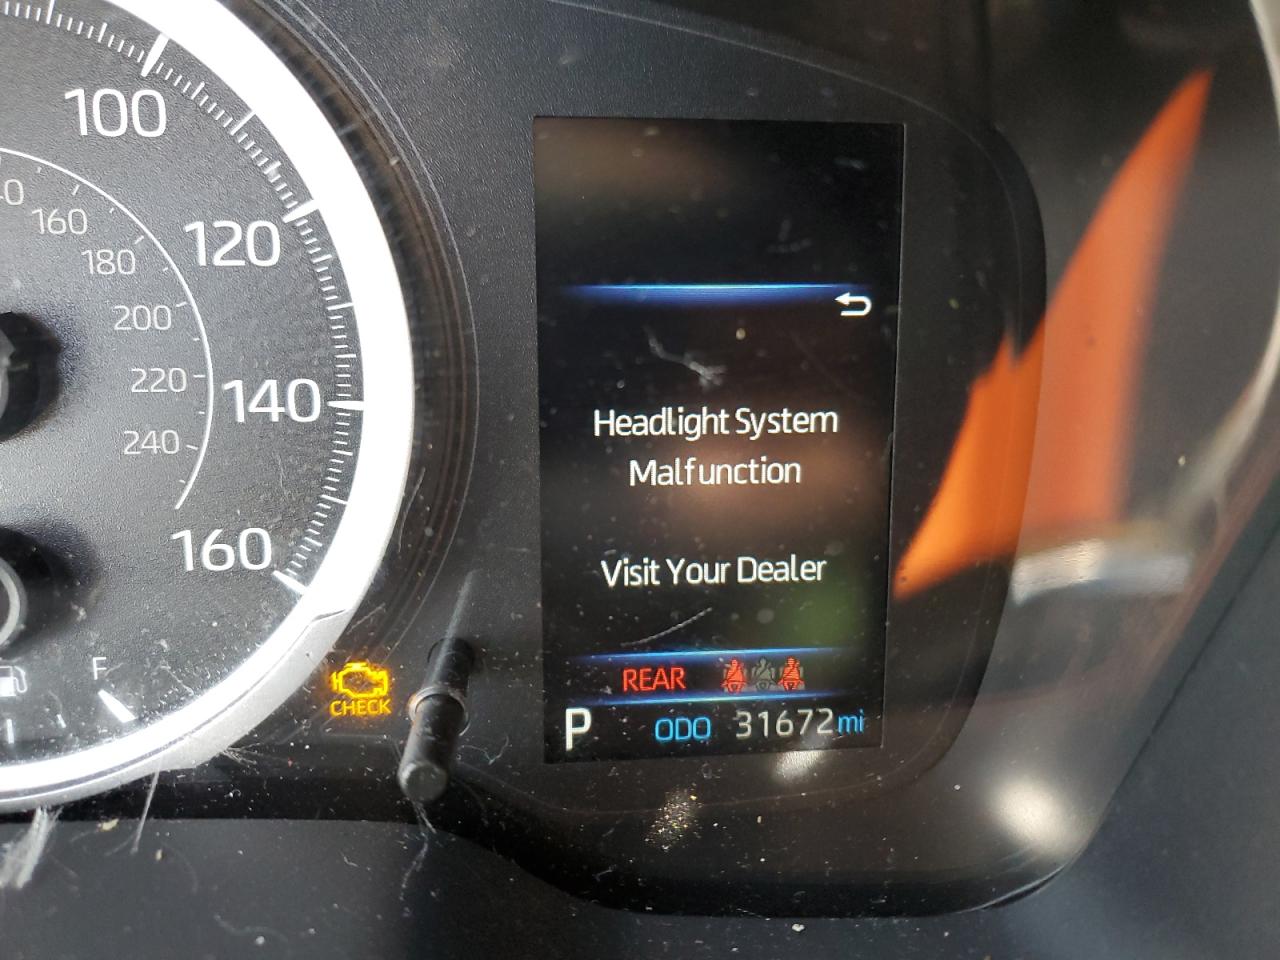 100
120
140
160
160
180
200
220
240
F
CHECK
Headlight System
Malfunction
Visit Your Dealer
REAR
P ODO 31672 mi